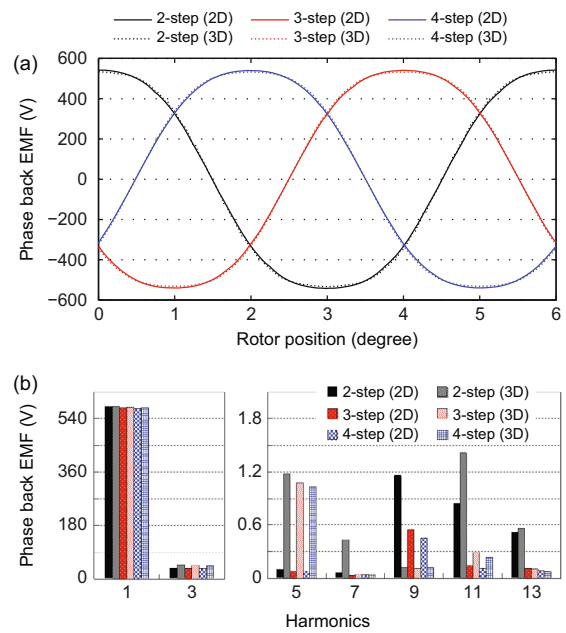 2-step (2D) 3-step (2D) 4-step (2D)
2-step (3D) 3-step (3D) 4-step (3D)
(a)
Phase back EMF (V)
600
400
200
0
−200
−400
−600
0 1 2 3 4 5 6
Rotor position (degree)
(b)
Phase back EMF (V)
540
360
180
0
1 3
2-step (2D) 2-step (3D)
3-step (2D) 3-step (3D)
4-step (2D) 4-step (3D)
1.8
1.2
0.6
0
5 7 9 11 13
Harmonics